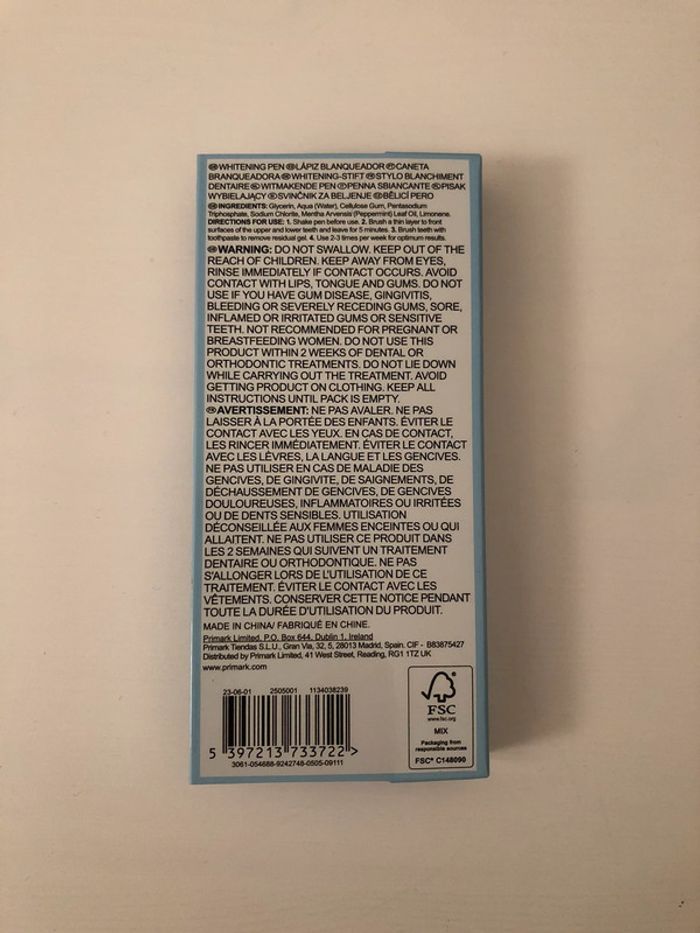 WHITENING PEN LÁPIZ BLANQUEADOR CANETA
BRANQUEADORA WHITENING-STIFT STYLO BLANCHIMENT
DENTAIRE WITMAKENDE PEN PENNA SBIANCANTE PISAK
WYBIELAJĄCY SVINČNIK ZA BELJENJE BĚLICÍ PERO
INGREDIENTS: Glycerin, Aqua (Water), Cellulose Gum, Pentasodium
Triphosphate, Sodium Chlorite, Mentha Arvensis (Peppermint) Leaf Oil, Limonene.
DIRECTIONS FOR USE: 1. Shake pen before use. 2. Brush a thin layer to front
surfaces of the upper and lower teeth and leave for 5 minutes. 3. Brush teeth with
toothpaste to remove residual gel. 4. Use 2-3 times per week for optimum results.
WARNING: DO NOT SWALLOW. KEEP OUT OF THE
REACH OF CHILDREN. KEEP AWAY FROM EYES,
RINSE IMMEDIATELY IF CONTACT OCCURS. AVOID
CONTACT WITH LIPS, TONGUE AND GUMS. DO NOT
USE IF YOU HAVE GUM DISEASE, GINGIVITIS,
BLEEDING OR SEVERELY RECEDING GUMS, SORE,
INFLAMED OR IRRITATED GUMS OR SENSITIVE
TEETH. NOT RECOMMENDED FOR PREGNANT OR
BREASTFEEDING WOMEN. DO NOT USE THIS
PRODUCT WITHIN 2 WEEKS OF DENTAL OR
ORTHODONTIC TREATMENTS. DO NOT LIE DOWN
WHILE CARRYING OUT THE TREATMENT. AVOID
GETTING PRODUCT ON CLOTHING. KEEP ALL
INSTRUCTIONS UNTIL PACK IS EMPTY.
AVERTISSEMENT: NE PAS AVALER. NE PAS
LAISSER À LA PORTÉE DES ENFANTS. ÉVITER LE
CONTACT AVEC LES YEUX. EN CAS DE CONTACT,
LES RINCER IMMÉDIATEMENT. ÉVITER LE CONTACT
AVEC LES LÈVRES, LA LANGUE ET LES GENCIVES.
NE PAS UTILISER EN CAS DE MALADIE DES
GENCIVES, DE GINGIVITE, DE SAIGNEMENTS, DE
DÉCHAUSSEMENT DE GENCIVES, DE GENCIVES
DOULOUREUSES, INFLAMMATOIRES OU IRRITÉES
OU DE DENTS SENSIBLES. UTILISATION
DÉCONSEILLÉE AUX FEMMES ENCEINTES OU QUI
ALLAITENT. NE PAS UTILISER CE PRODUIT DANS
LES 2 SEMAINES QUI SUIVENT UN TRAITEMENT
DENTAIRE OU ORTHODONTIQUE. NE PAS
S'ALLONGER LORS DE L'UTILISATION DE CE
TRAITEMENT. ÉVITER LE CONTACT AVEC LES
VÊTEMENTS. CONSERVER CETTE NOTICE PENDANT
TOUTE LA DURÉE D'UTILISATION DU PRODUIT.
MADE IN CHINA/ FABRIQUÉ EN CHINE.
Primark Limited, P.O. Box 644, Dublin 1, Ireland
Primark Tiendas S.L.U., Gran Via, 32, 5, 28013 Madrid, Spain. CIF - B83875427
Distributed by Primark Limited, 41 West Street, Reading, RG1 1TZ UK
www.primark.com
23-06-01 2505001 1134038239
5 397213 733722 >
3061-054688-9242748-0505-09111
FSC
www.fsc.org
MIX
Packaging from
responsible sources
FSC® C148090